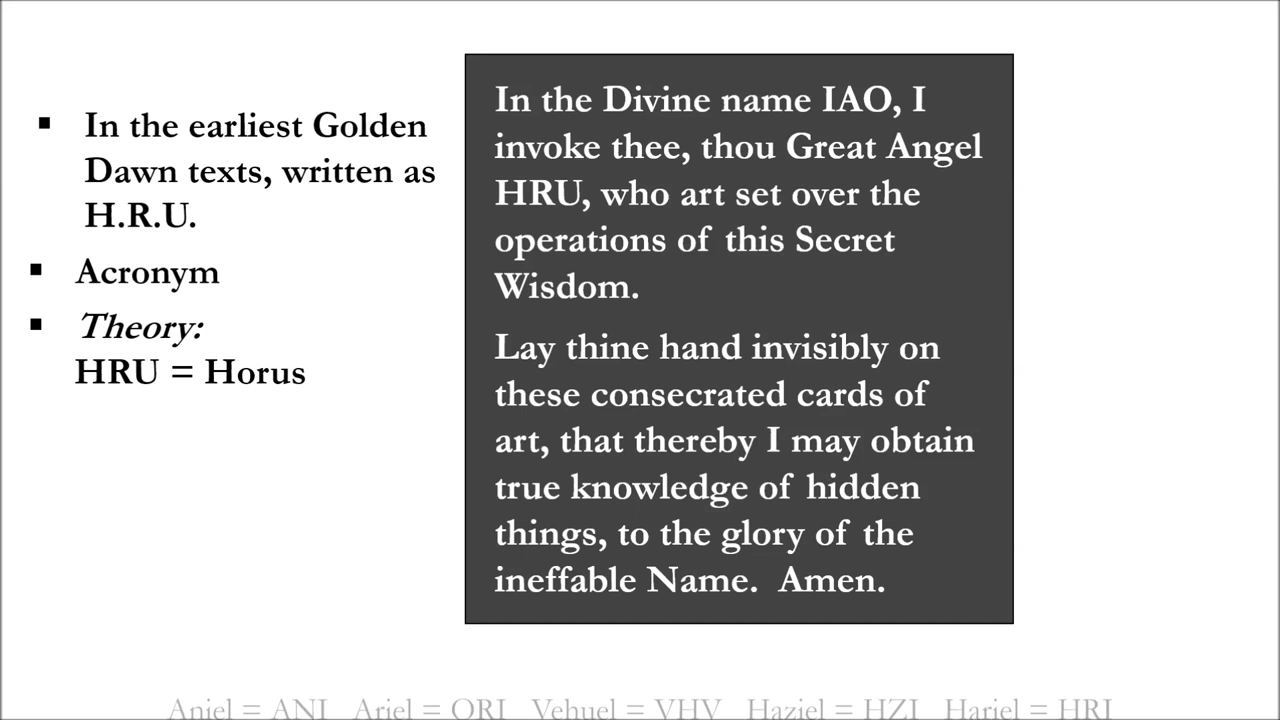 ▪ In the earliest Golden
Dawn texts, written as
H.R.U.
▪ Acronym
▪ Theory:
HRU = Horus
In the Divine name IAO, I
invoke thee, thou Great Angel
HRU, who art set over the
operations of this Secret
Wisdom.
Lay thine hand invisibly on
these consecrated cards of
art, that thereby I may obtain
true knowledge of hidden
things, to the glory of the
ineffable Name. Amen.
Aniel = ANI Ariel = ORI Vehuel = VHV Haziel = HZI Hariel = HRI